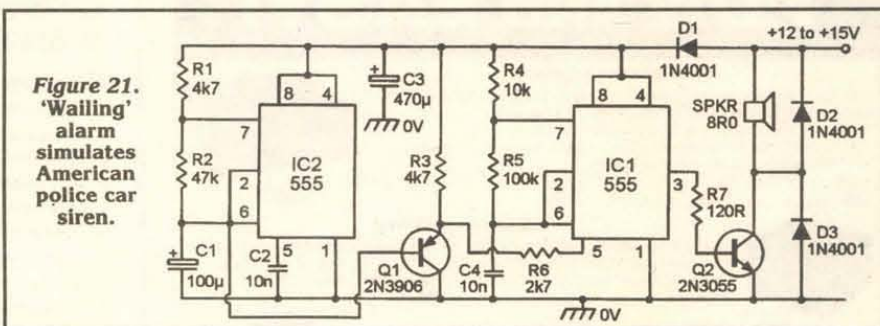 Figure 21.
'Wailing'
alarm
simulates
American
police car
siren.
R1
4k7
R2
47k
C1
100µ
C2
10n
8
4
7
2
6
5
1
IC2
555
C3
470µ
0V
R3
4k7
Q1
2N3906
R4
10k
R5
100k
C4
10n
R6
2k7
8
4
7
2
6
3
5
1
IC1
555
D1
1N4001
+12 to +15V
SPKR
8R0
D2
1N4001
R7
120R
Q2
2N3055
D3
1N4001
0V